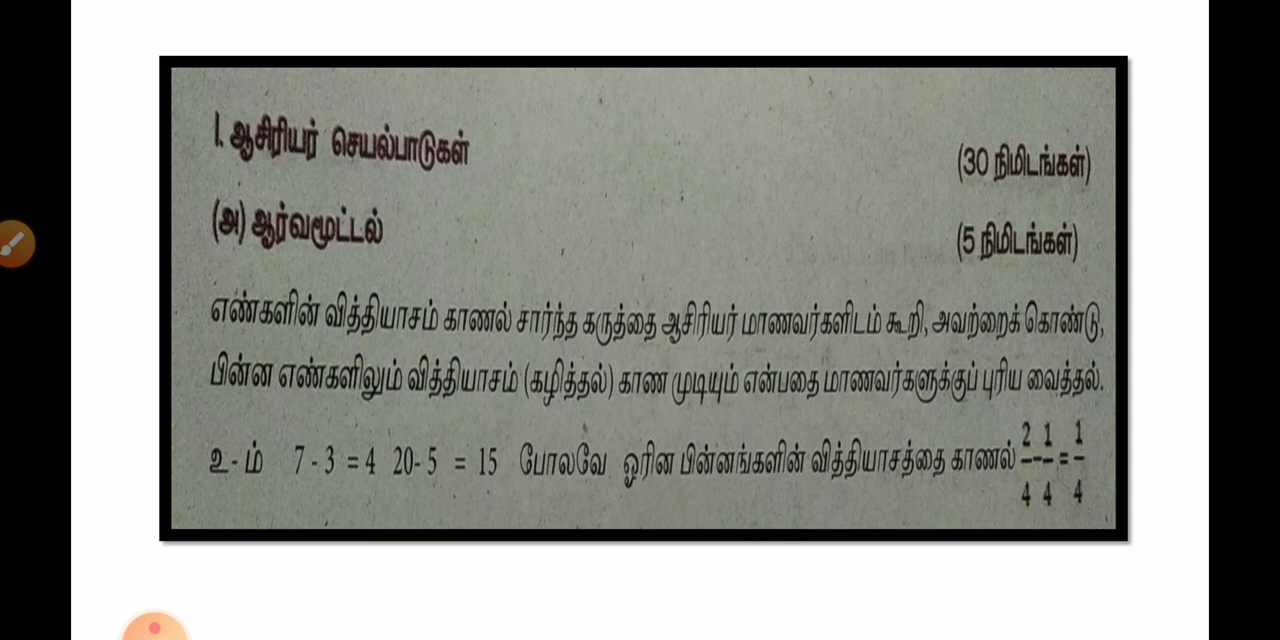 I. ஆசிரியர் செயல்பாடுகள் (30 நிமிடங்கள்)
(அ) ஆர்வமூட்டல் (5 நிமிடங்கள்)
எண்களின் வித்தியாசம் காணல் சார்ந்த கருத்தை ஆசிரியர் மாணவர்களிடம் கூறி, அவற்றைக் கொண்டு,
பின்ன எண்களிலும் வித்தியாசம் (கழித்தல்) காண முடியும் என்பதை மாணவர்களுக்குப் புரிய வைத்தல்.
உ-ம் 7 - 3 = 4 20- 5 = 15 போலவே ஓரின பின்னங்களின் வித்தியாசத்தை காணல் 2/4 - 1/4 = 1/4